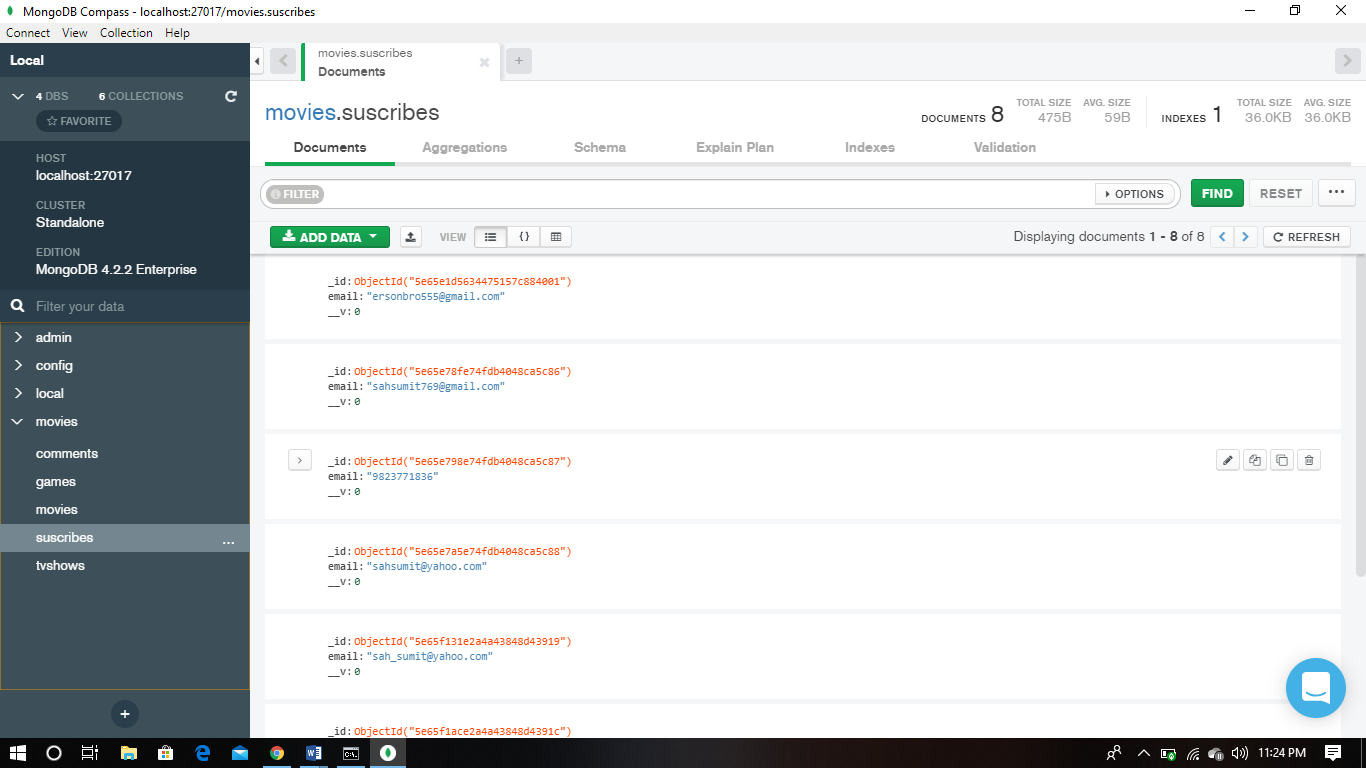 MongoDB Compass - localhost:27017/movies.suscribes
Connect View Collection Help
Local
4 DBS 6 COLLECTIONS
FAVORITE
HOST
localhost:27017
CLUSTER
Standalone
EDITION
MongoDB 4.2.2 Enterprise
Filter your data
admin
config
local
movies
comments
games
movies
suscribes ...
tvshows
+
movies.suscribes
Documents
+
movies.suscribes
DOCUMENTS 8 TOTAL SIZE 475B AVG. SIZE 59B INDEXES 1 TOTAL SIZE 36.0KB AVG. SIZE 36.0KB
Documents Aggregations Schema Explain Plan Indexes Validation
FILTER OPTIONS FIND RESET ...
ADD DATA VIEW {} Displaying documents 1 - 8 of 8 REFRESH
_id: ObjectId("5e65e1d5634475157c884001")
email: "ersonbro555@gmail.com"
__v: 0
_id: ObjectId("5e65e78fe74fdb4048ca5c86")
email: "sahsumit769@gmail.com"
__v: 0
_id: ObjectId("5e65e798e74fdb4048ca5c87")
email: "9823771836"
__v: 0
_id: ObjectId("5e65e7a5e74fdb4048ca5c88")
email: "sahsumit@yahoo.com"
__v: 0
_id: ObjectId("5e65f131e2a4a43848d43919")
email: "sah_sumit@yahoo.com"
__v: 0
_id: ObjectId("5e65f1ace2a4a43848d4391c")
11:24 PM